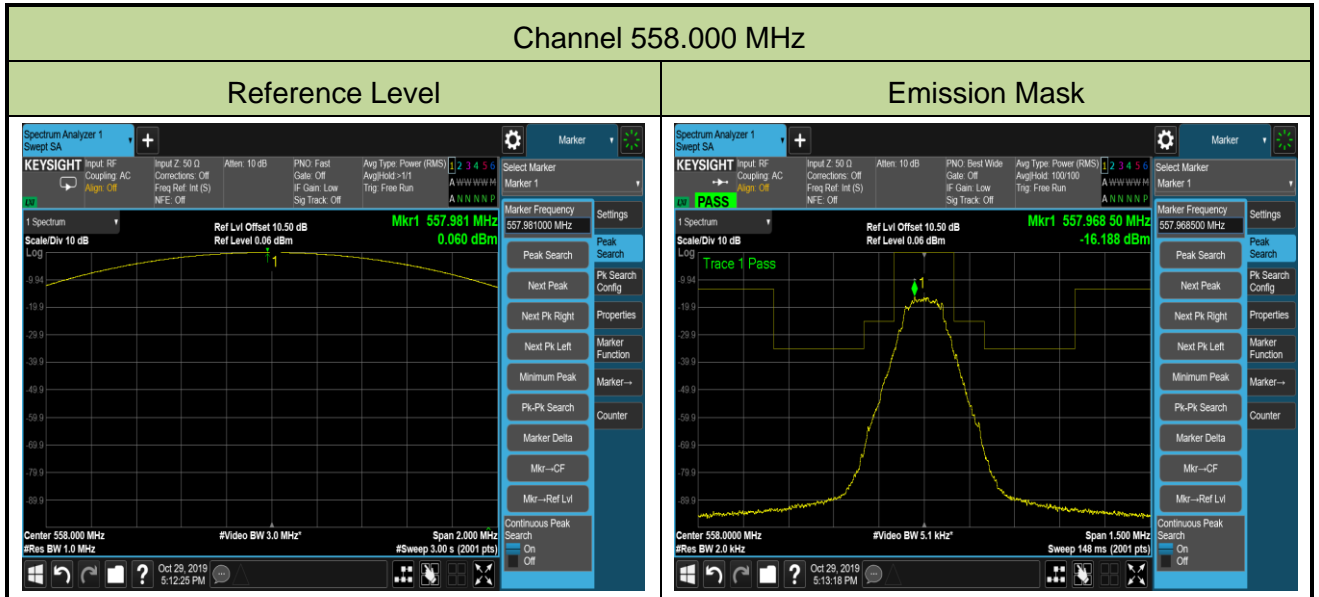 Channel 558.000 MHz
Reference Level
Emission Mask
Spectrum Analyzer 1
Swept SA
KEYSIGHT
Input: RF
Coupling: AC
Align: Off
Input Z: 50 Ω
Corrections: Off
Freq Ref: Int (S)
NFE: Off
Atten: 10 dB
PNO: Fast
Gate: Off
IF Gain: Low
Sig Track: Off
Avg Type: Power (RMS)
Avg|Hold:>1/1
Trig: Free Run
1 2 3 4 5 6
A W W W W M
A N N N N P
1 Spectrum
Scale/Div 10 dB
Log
Ref Lvl Offset 10.50 dB
Ref Level 0.06 dBm
Mkr1 557.981 MHz
0.060 dBm
1
-9.94
-19.9
-29.9
-39.9
-49.9
-59.9
-69.9
-79.9
-89.9
Center 558.000 MHz
#Res BW 1.0 MHz
#Video BW 3.0 MHz*
Span 2.000 MHz
#Sweep 3.00 s (2001 pts)
Oct 29, 2019
5:12:25 PM
Marker
Select Marker
Marker 1
Marker Frequency
557.981000 MHz
Peak Search
Next Peak
Next Pk Right
Next Pk Left
Minimum Peak
Pk-Pk Search
Marker Delta
Mkr→CF
Mkr→Ref Lvl
Continuous Peak
Search
On
Off
Settings
Peak
Search
Pk Search
Config
Properties
Marker
Function
Marker→
Counter
Spectrum Analyzer 1
Swept SA
KEYSIGHT
Input: RF
Coupling: AC
Align: Off
PASS
Input Z: 50 Ω
Corrections: Off
Freq Ref: Int (S)
NFE: Off
Atten: 10 dB
PNO: Best Wide
Gate: Off
IF Gain: Low
Sig Track: Off
Avg Type: Power (RMS)
Avg|Hold: 100/100
Trig: Free Run
1 2 3 4 5 6
A W W W W M
A N N N N P
1 Spectrum
Scale/Div 10 dB
Log
Ref Lvl Offset 10.50 dB
Ref Level 0.06 dBm
Mkr1 557.968 50 MHz
-16.188 dBm
Trace 1 Pass
1
-9.94
-19.9
-29.9
-39.9
-49.9
-59.9
-69.9
-79.9
-89.9
Center 558.0000 MHz
#Res BW 2.0 kHz
#Video BW 5.1 kHz*
Span 1.500 MHz
Sweep 148 ms (2001 pts)
Oct 29, 2019
5:13:18 PM
Marker
Select Marker
Marker 1
Marker Frequency
557.968500 MHz
Peak Search
Next Peak
Next Pk Right
Next Pk Left
Minimum Peak
Pk-Pk Search
Marker Delta
Mkr→CF
Mkr→Ref Lvl
Continuous Peak
Search
On
Off
Settings
Peak
Search
Pk Search
Config
Properties
Marker
Function
Marker→
Counter